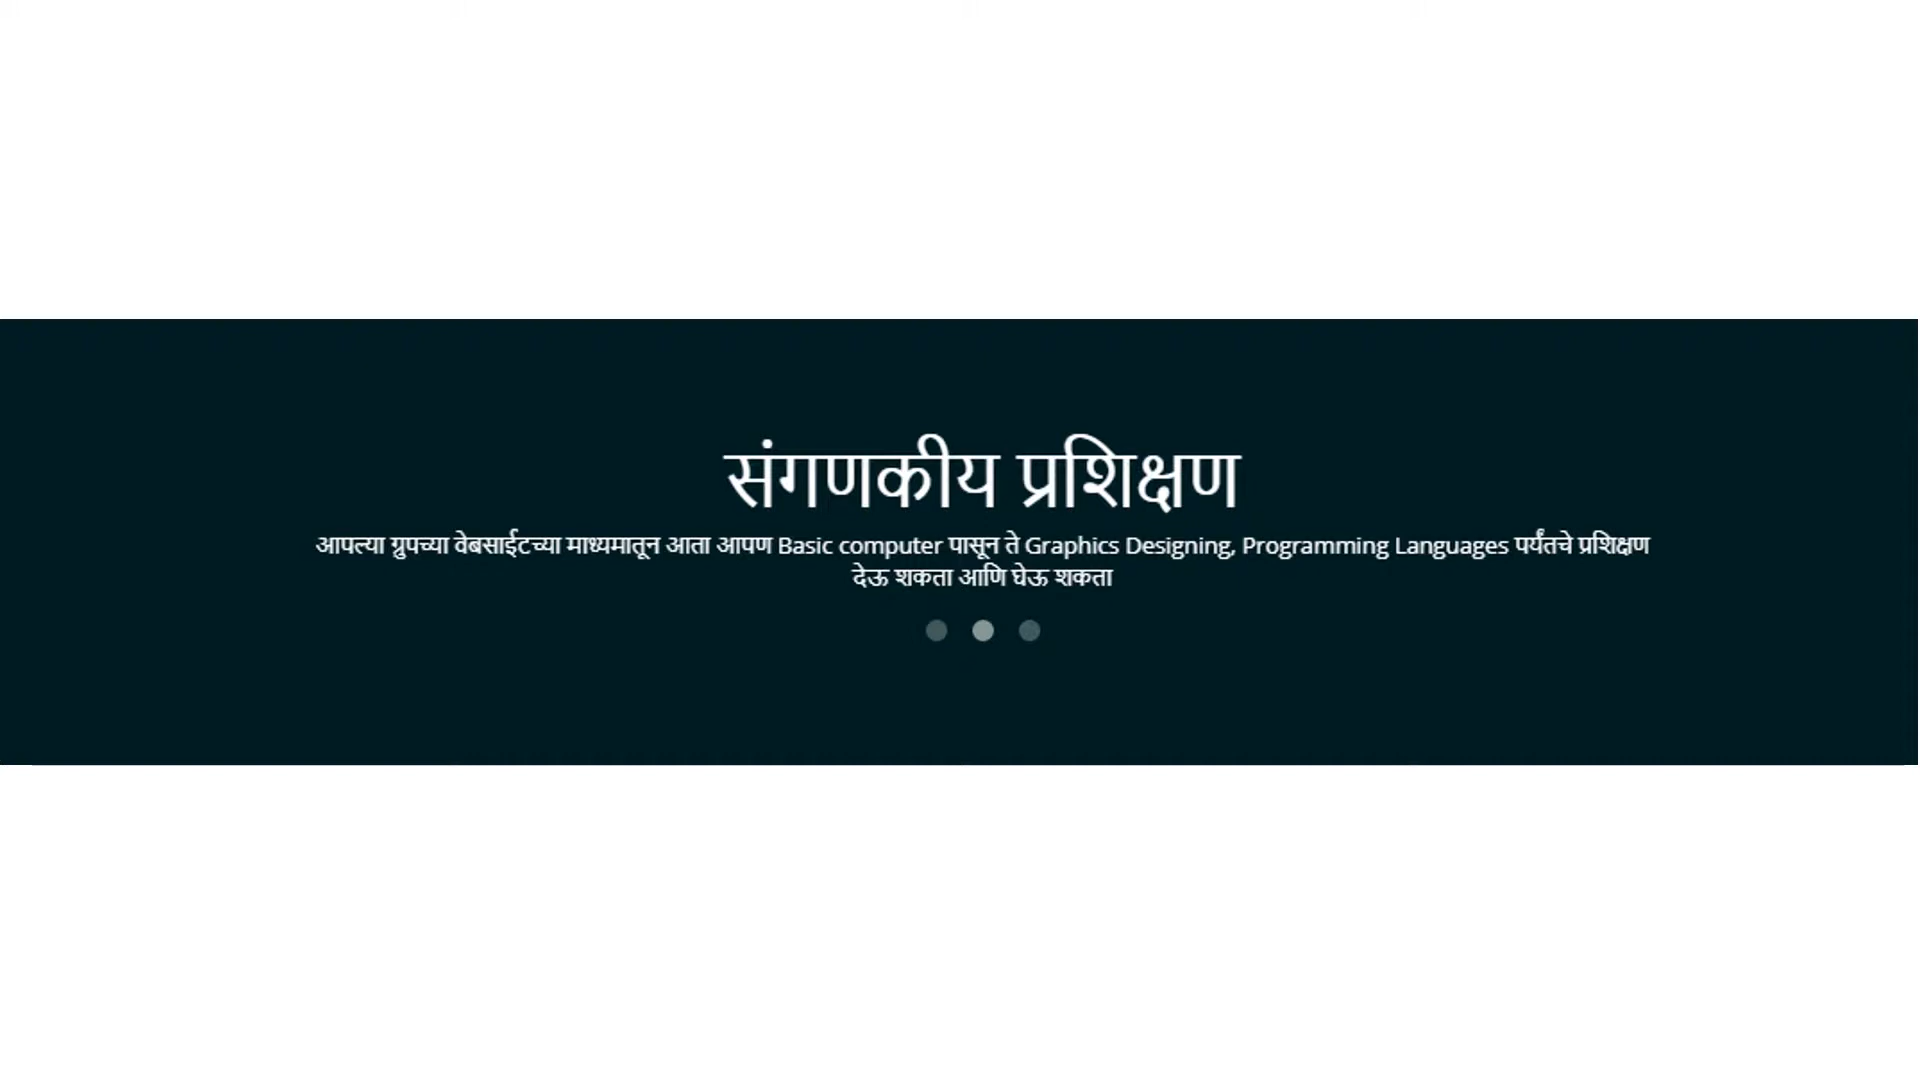 संगणकीय प्रशिक्षण
आपल्या ग्रुपच्या वेबसाईटच्या माध्यमातून आता आपण Basic computer पासून ते Graphics Designing, Programming Languages पर्यंतचे प्रशिक्षण
देऊ शकता आणि घेऊ शकता